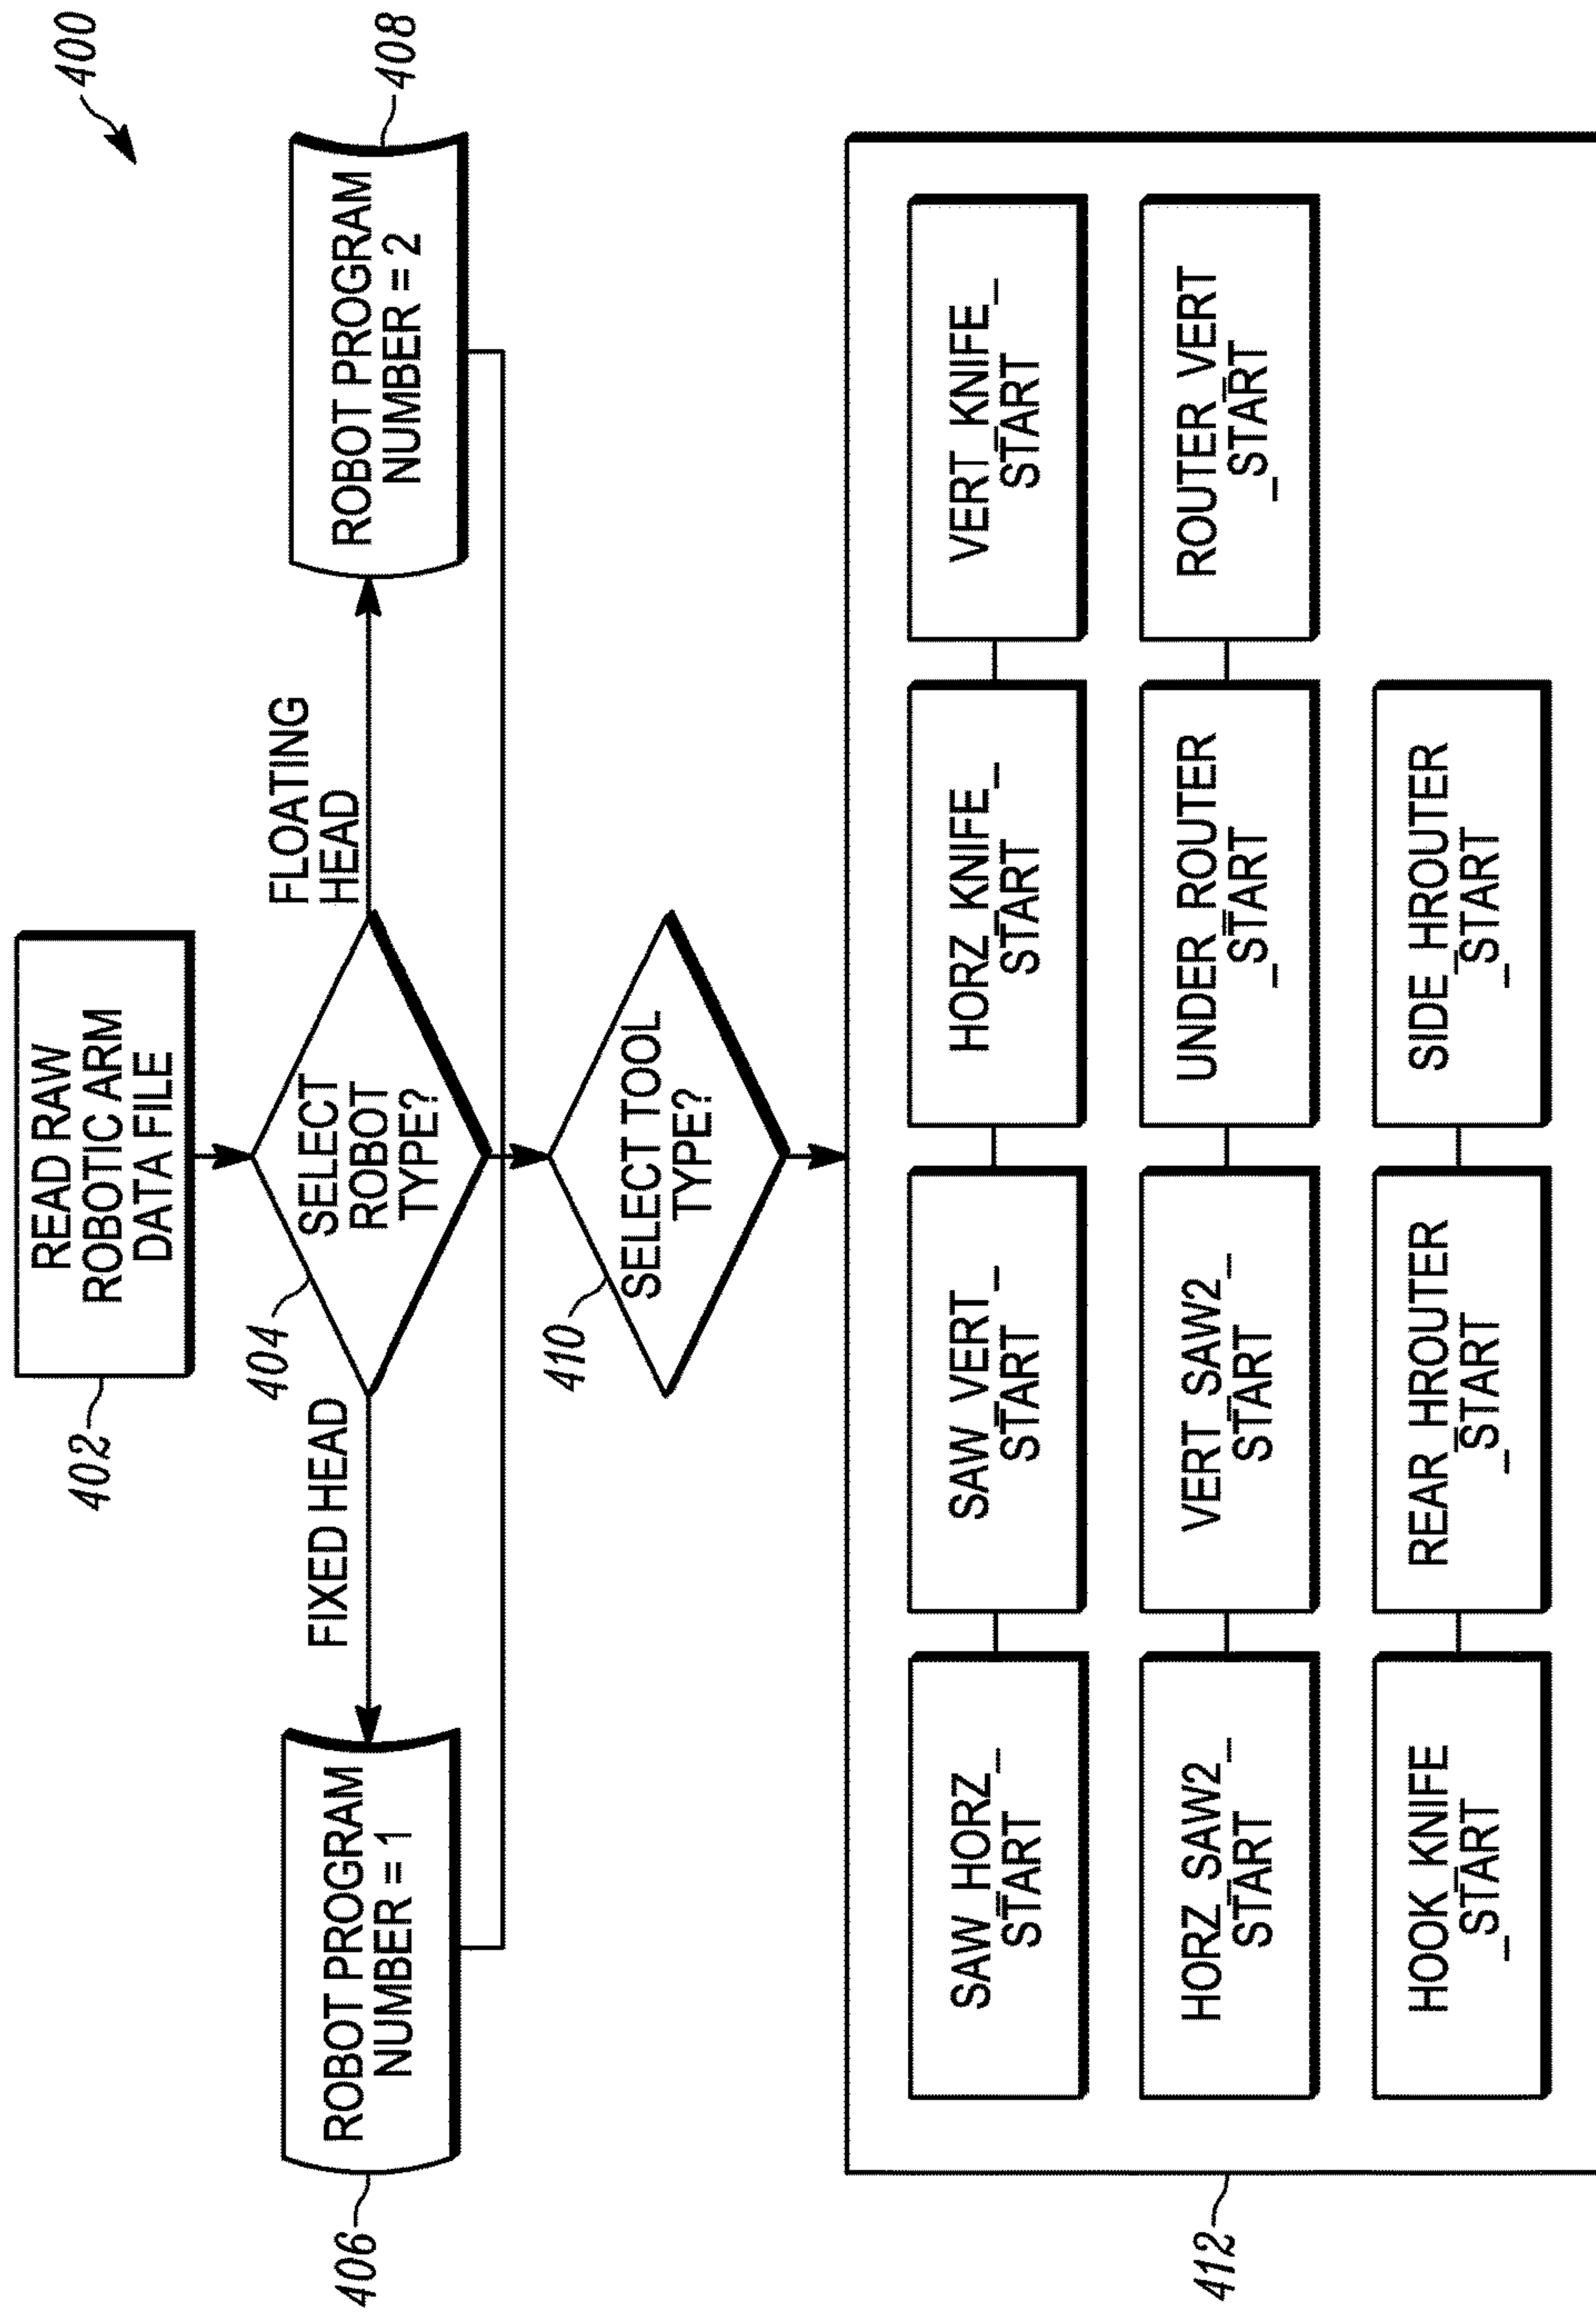 400
READ RAW
ROBOTIC ARM
DATA FILE
402
404
SELECT
ROBOT
TYPE?
FIXED HEAD
FLOATING
HEAD
ROBOT PROGRAM
NUMBER = 1
406
ROBOT PROGRAM
NUMBER = 2
408
410
SELECT TOOL
TYPE?
412
SAW_HORZ_
START
SAW_VERT_
START
HORZ_KNIFE_
START
VERT_KNIFE_
START
HORZ_SAW2_
START
VERT_SAW2_
START
UNDER_ROUTER
_START
ROUTER_VERT
_START
HOOK_KNIFE
_START
REAR_HROUTER
_START
SIDE_HROUTER
_START